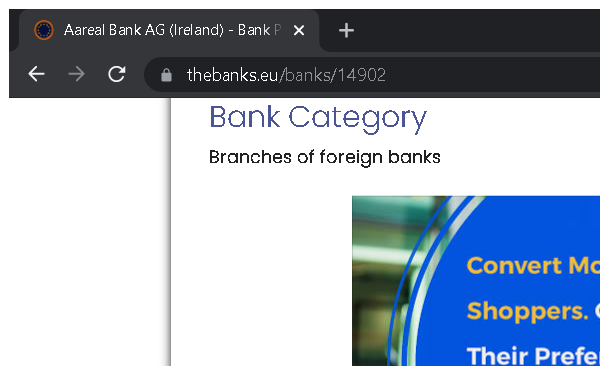 Aareal Bank AG (Ireland) - Bank P
thebanks.eu/banks/14902
Bank Category
Branches of foreign banks
Convert Mo
Shoppers.
Their Prefer